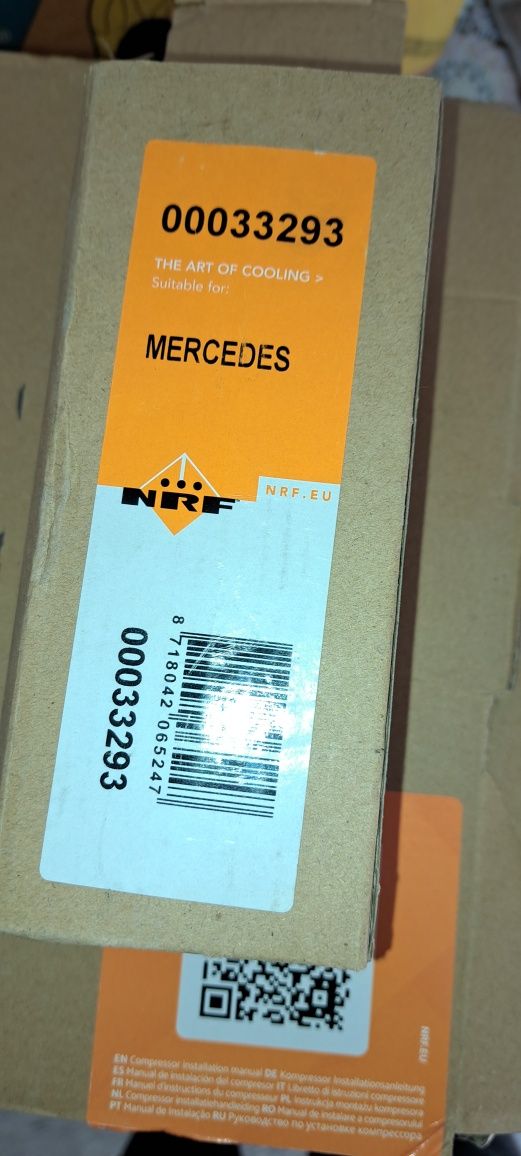 00033293
THE ART OF COOLING >
Suitable for:
MERCEDES
NRF
NRF.EU
8 718042 065247
00033293
NRF.EU
EN Compressor installation manual DE Kompressor Installationsanleitung
ES Manual de instalación del compresor IT Libretto di istruzioni compressore
FR Manuel d'instructions du compresseur PL Instrukcja montażu kompresora
NL Compressor installatiehandleiding RO Manual de instalare a compresorului
PT Manual de Instalação RU Руководство по установке компрессора